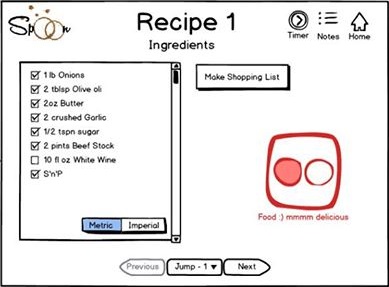 Spoon
Recipe 1
Ingredients
Timer
Notes
Home
1 lb Onions
2 tblsp Olive oli
2oz Butter
2 crushed Garlic
1/2 tspn sugar
2 pints Beef Stock
10 fl oz White Wine
S'n'P
Metric
Imperial
Make Shopping List
Food :) mmmm delicious
Previous
Jump - 1
Next